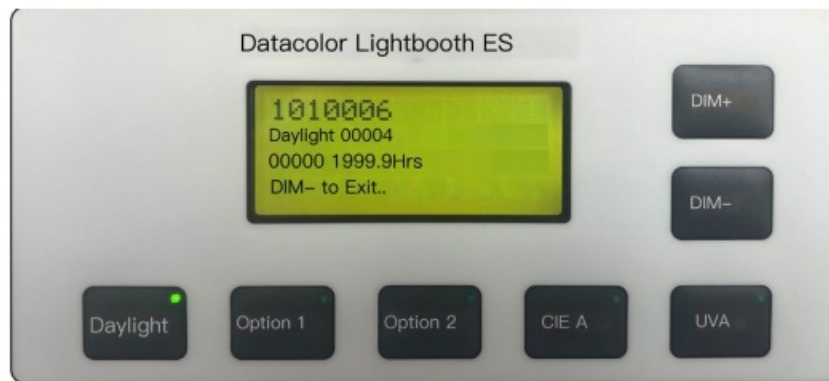 Datacolor Lightbooth ES
1010006
Daylight 00004
00000 1999.9Hrs
DIM- to Exit..
DIM+
DIM-
Daylight
Option 1
Option 2
CIE A
UVA